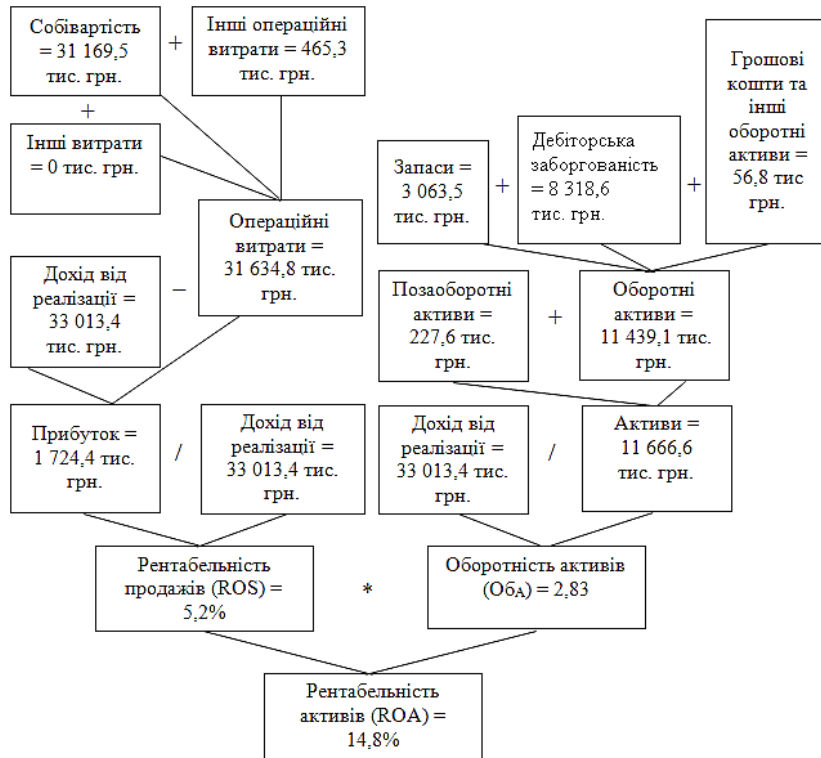 Собівартість
= 31 169,5
тис. грн.
+
Інші операційні
витрати = 465,3
тис. грн.
+
Інші витрати
= 0 тис. грн.
Грошові
кошти та
інші
оборотні
активи =
56,8 тис
грн.
Запаси =
3 063,5
тис. грн.
+
Дебіторська
заборгованість
= 8 318,6
тис. грн.
+
Операційні
витрати =
31 634,8 тис.
грн.
Дохід від
реалізації =
33 013,4
тис. грн.
–
Позаоборотні
активи =
227,6 тис.
грн.
+
Оборотні
активи =
11 439,1 тис.
грн.
Прибуток =
1 724,4 тис.
грн.
/
Дохід від
реалізації =
33 013,4 тис.
грн.
Дохід від
реалізації =
33 013,4 тис.
грн.
/
Активи =
11 666,6
тис. грн.
Рентабельність
продажів (ROS) =
5,2%
*
Оборотність активів
(ОбА) = 2,83
Рентабельність
активів (ROA) =
14,8%